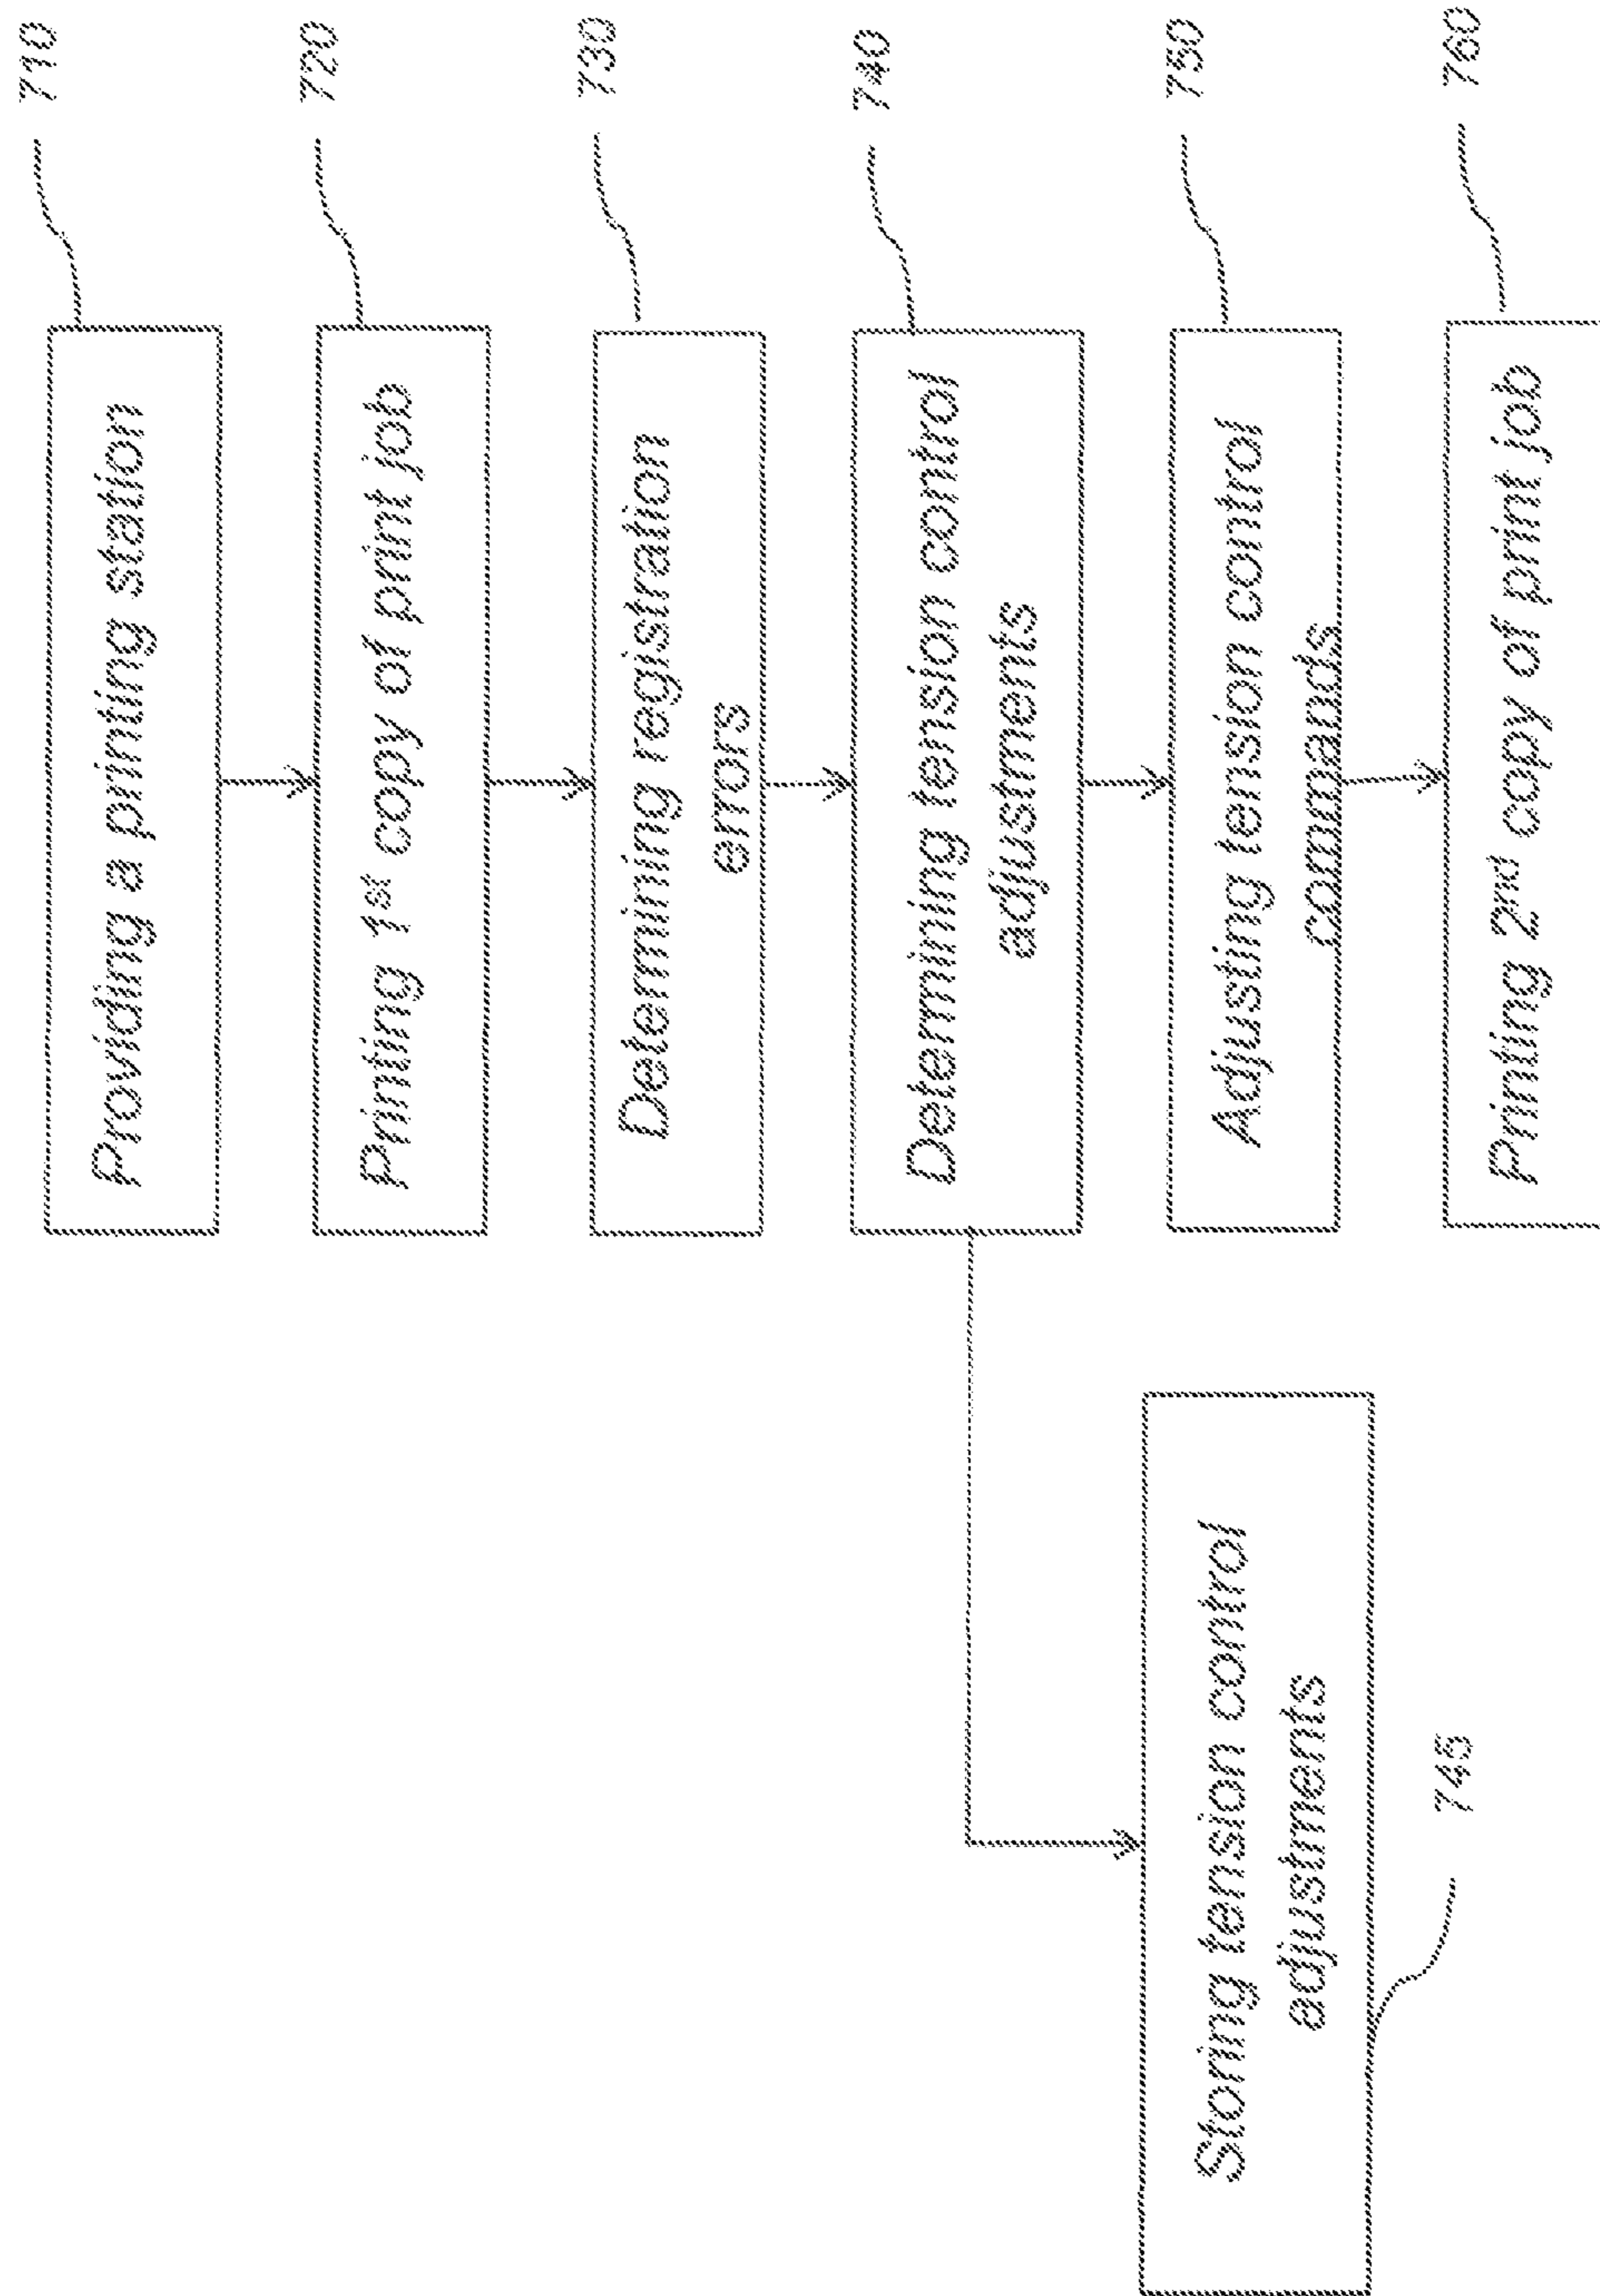 Providing a printing station
710
Printing 1st copy of print job
720
Determining registration
errors
730
Determining tension control
adjustments
740
Storing tension control
adjustments
745
Adjusting tension control
commands
750
Printing 2nd copy of print job
760